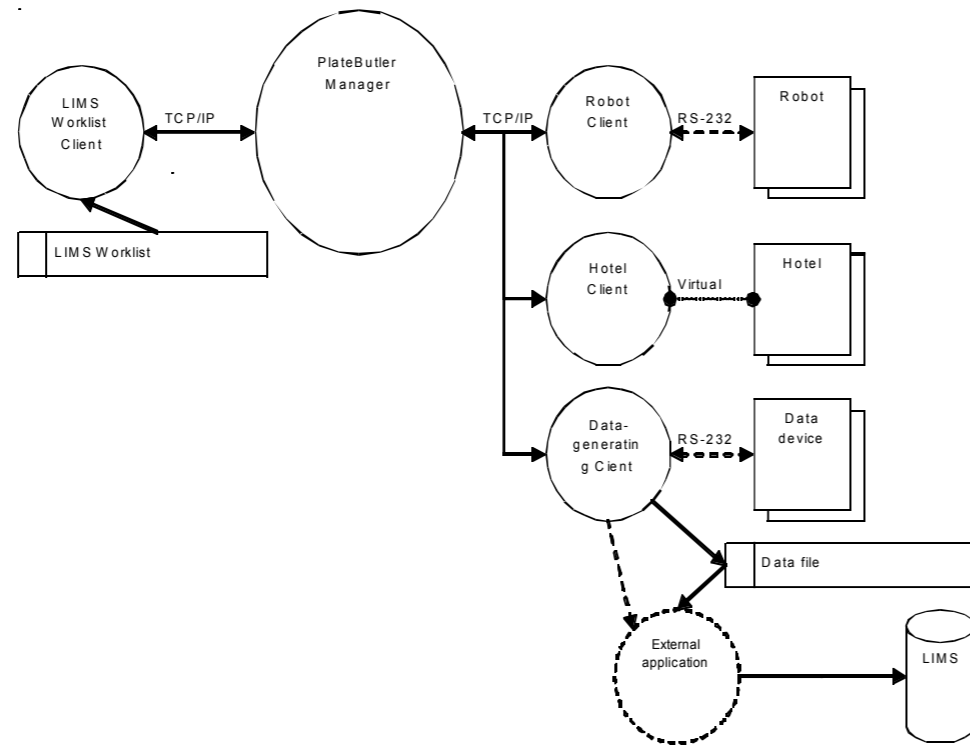 PlateButler
Manager
LIMS
Worklist
Client
TCP/IP
TCP/IP
Robot
Client
RS-232
Robot
LIMS Worklist
Hotel
Client
Virtual
Hotel
Data-
generatin
g Client
RS-232
Data
device
Data file
External
application
LIMS